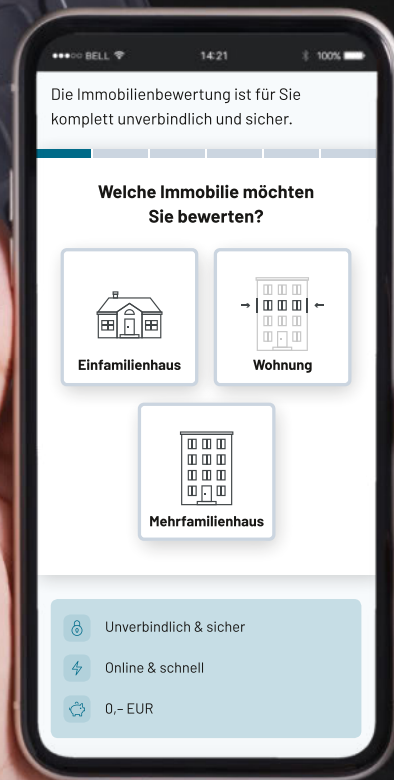 BELL 14:21 100%
Die Immobilienbewertung ist für Sie
komplett unverbindlich und sicher.
Welche Immobilie möchten
Sie bewerten?
Einfamilienhaus Wohnung
Mehrfamilienhaus
Unverbindlich & sicher
Online & schnell
0,- EUR